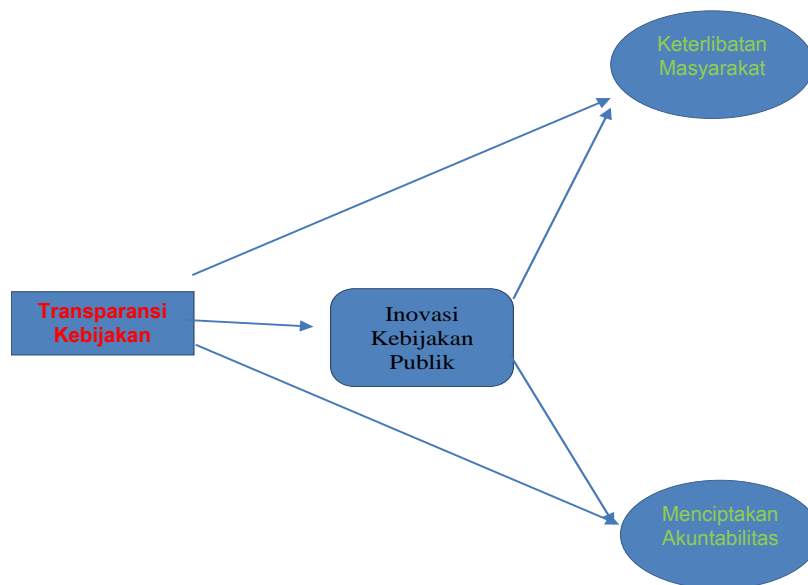 Keterlibatan
Masyarakat
Transparansi
Kebijakan
Inovasi
Kebijakan
Publik
Menciptakan
Akuntabilitas